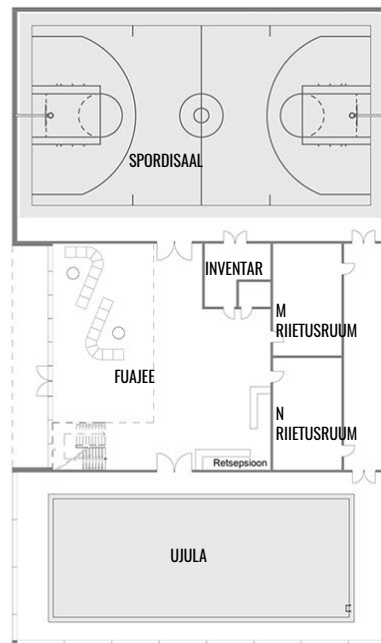 SPORDISAAL
INVENTAR
M
RIIETUSRUUM
FUAJEE
N
RIIETUSRUUM
Retsepsioon
UJULA